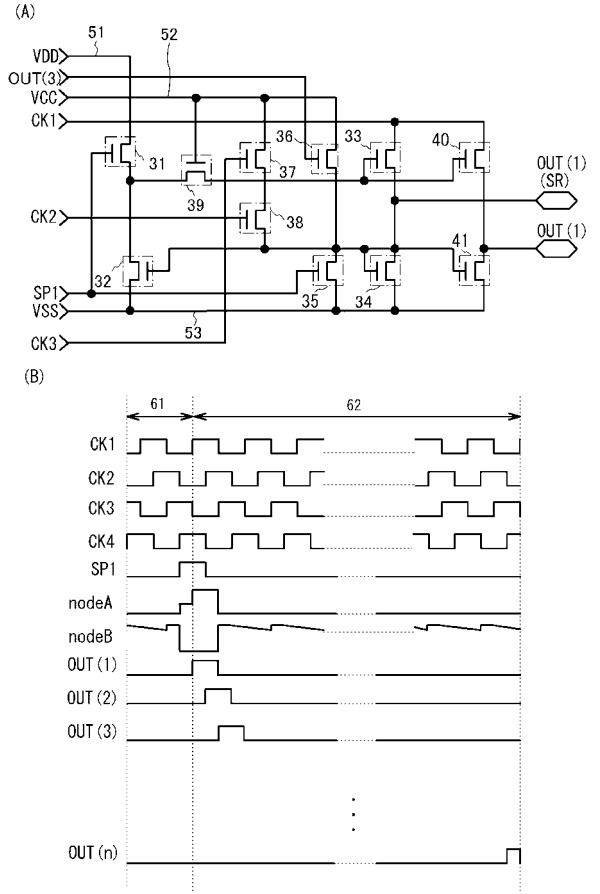 (A)
51
52
VDD
OUT(3)
VCC
CK1
36
33
40
31
37
39
OUT(1)
(SR)
CK2
38
OUT(1)
32
41
SP1
35
34
VSS
53
CK3
(B)
61
62
CK1
CK2
CK3
CK4
SP1
nodeA
nodeB
OUT(1)
OUT(2)
OUT(3)
OUT(n)